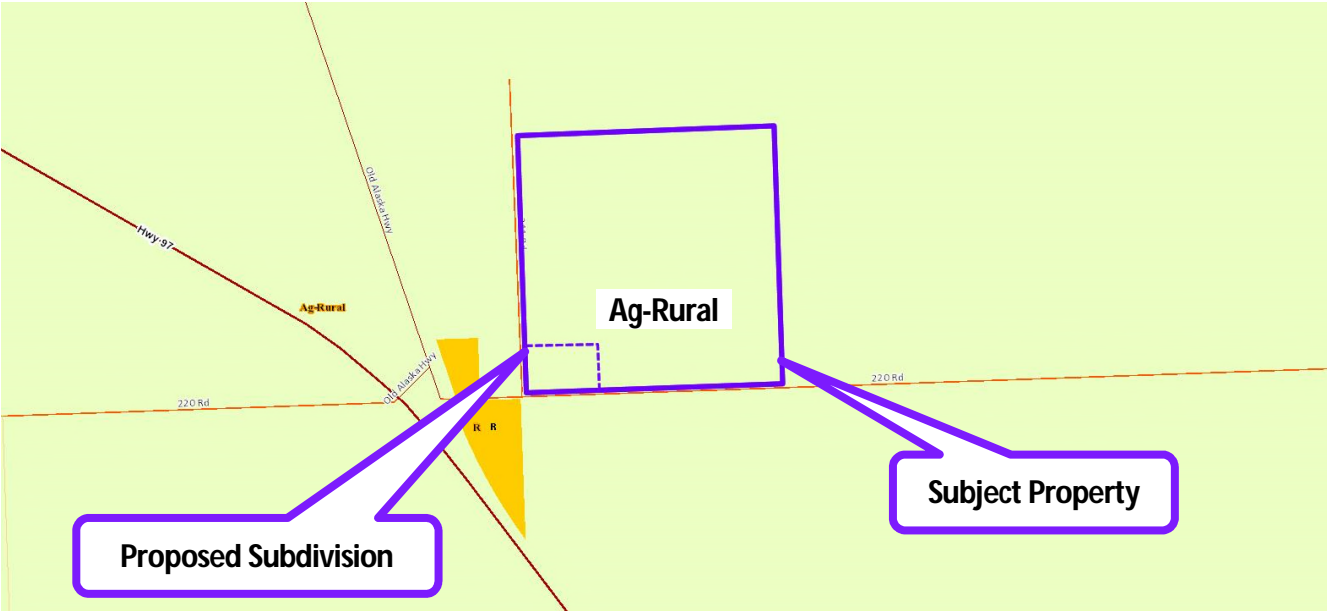 Old Alaska Hwy
Hwy 97
Ag-Rural
Ag-Rural
Old Alaska Hwy
220 Rd
220 Rd
R R
Subject Property
Proposed Subdivision